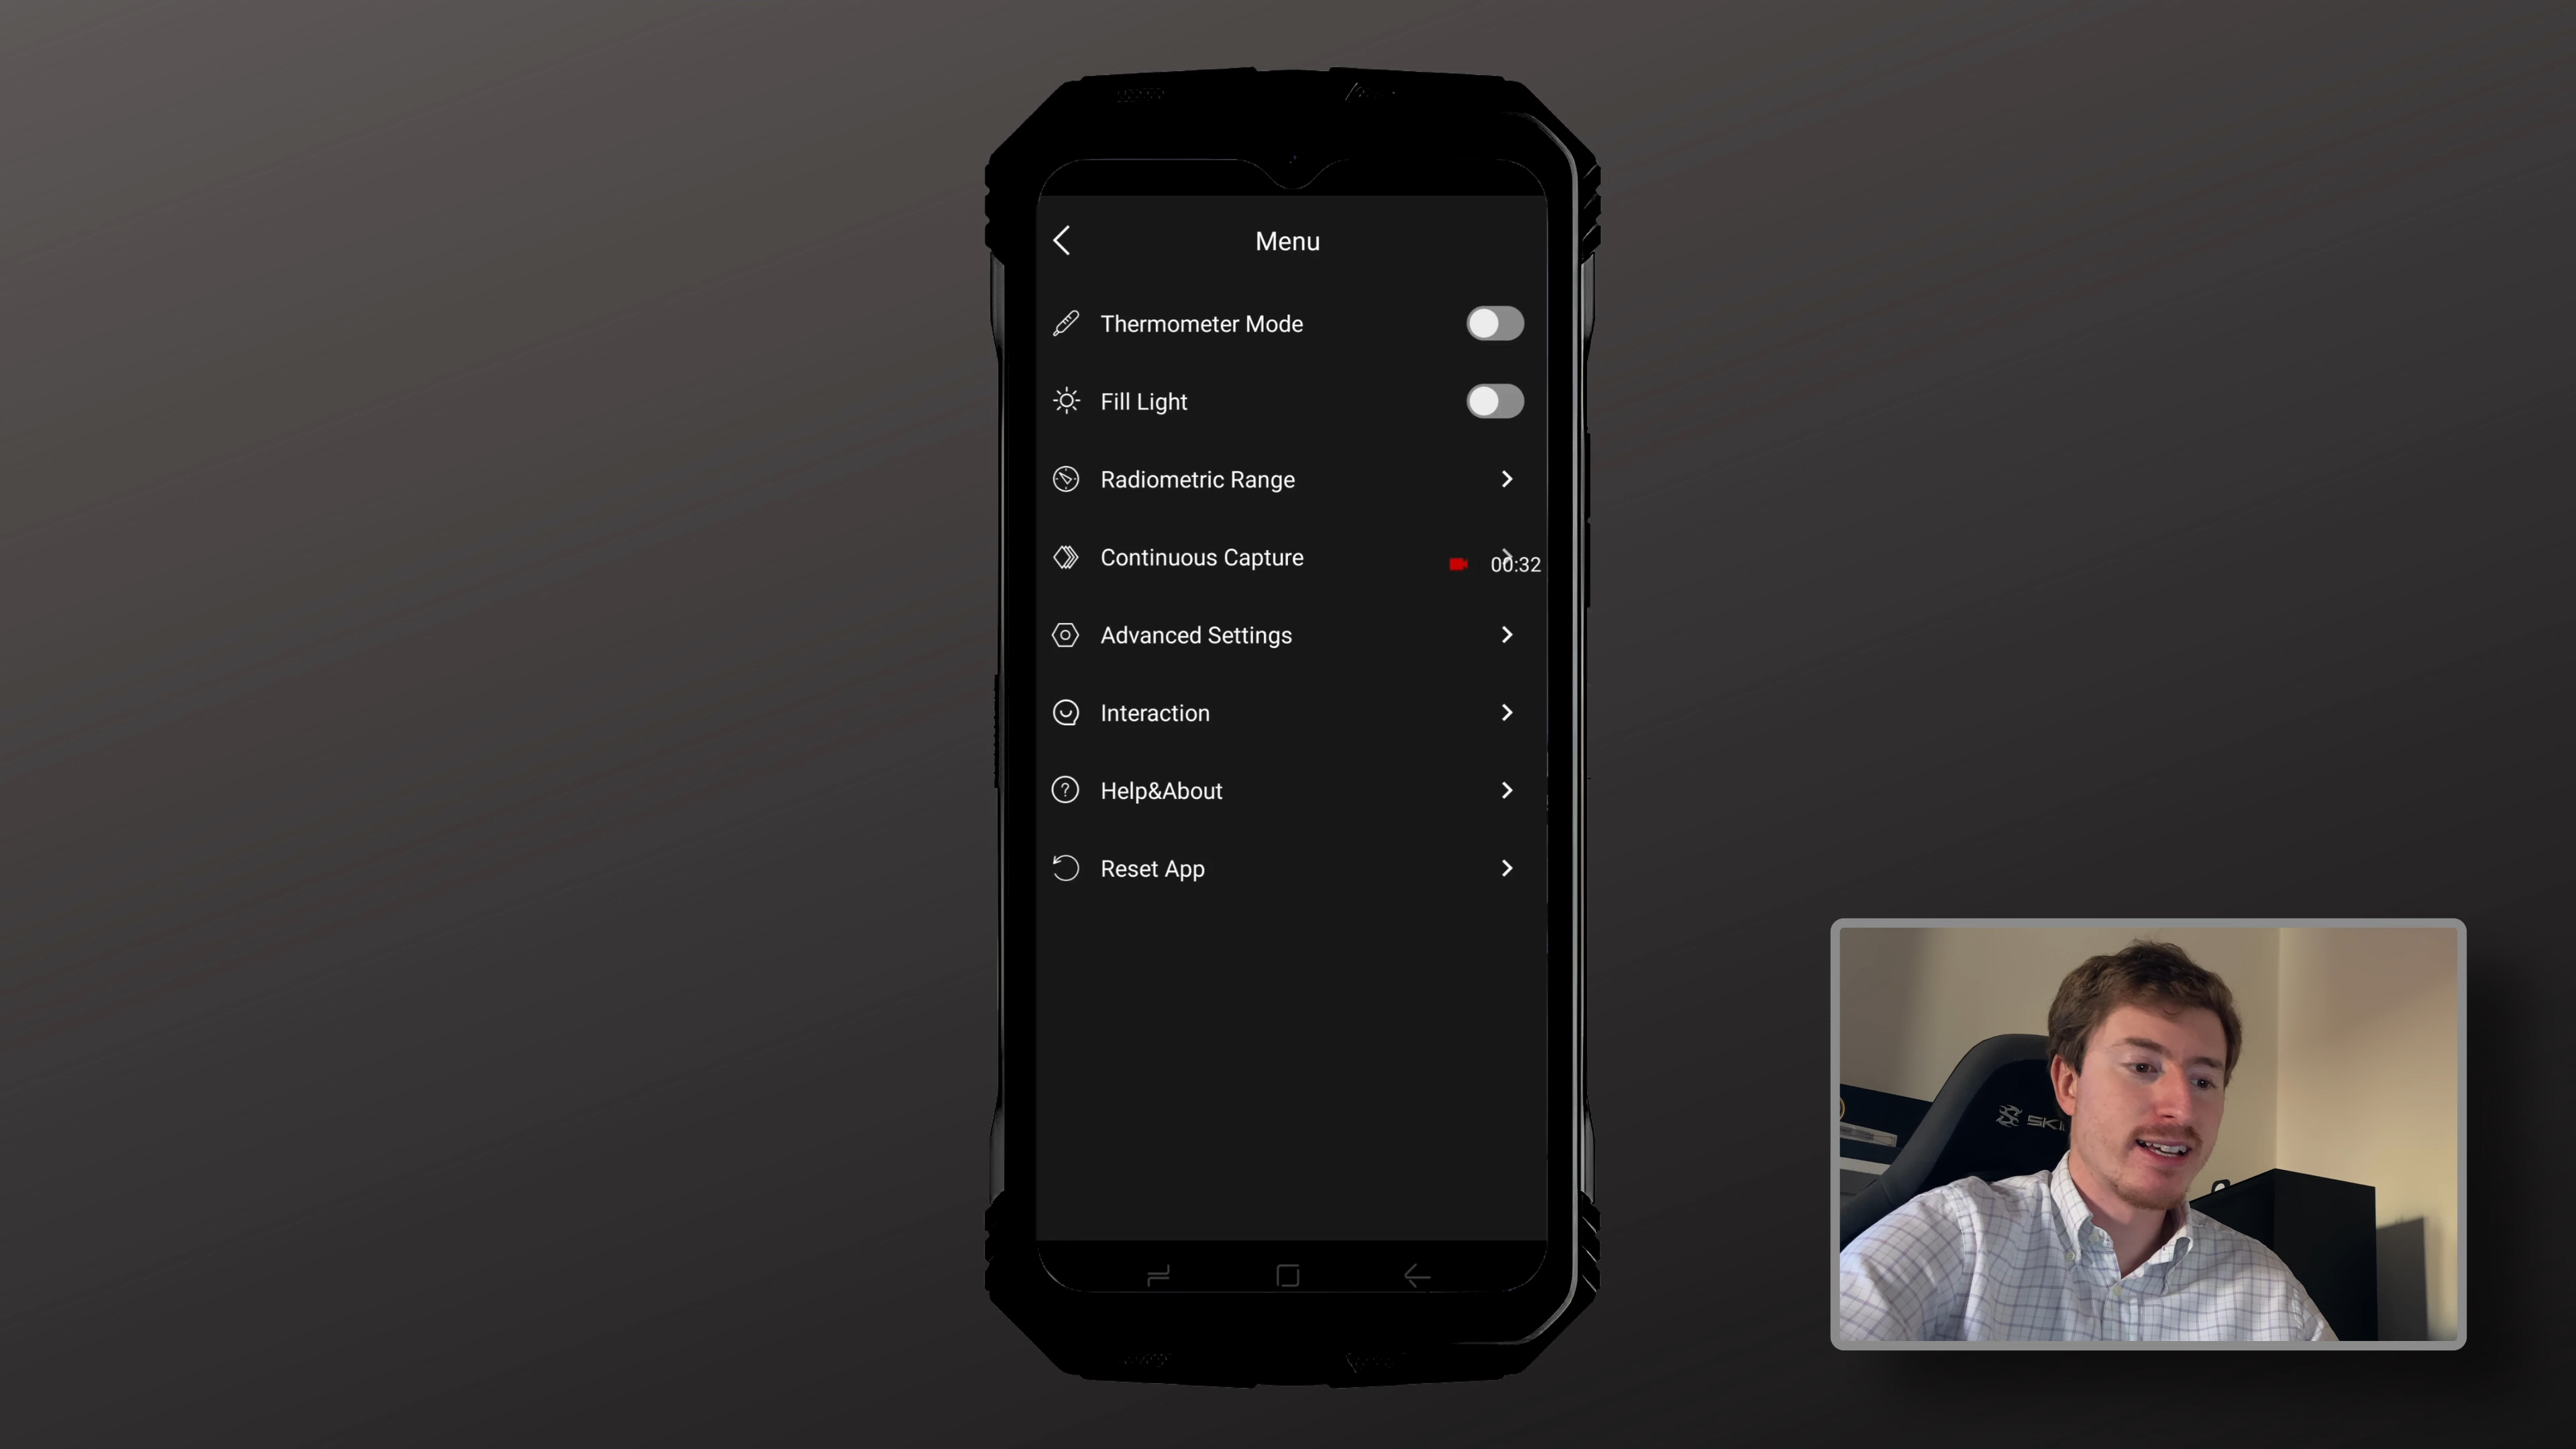 Menu
Thermometer Mode
Fill Light
Radiometric Range
Continuous Capture
00:32
Advanced Settings
Interaction
Help&About
Reset App